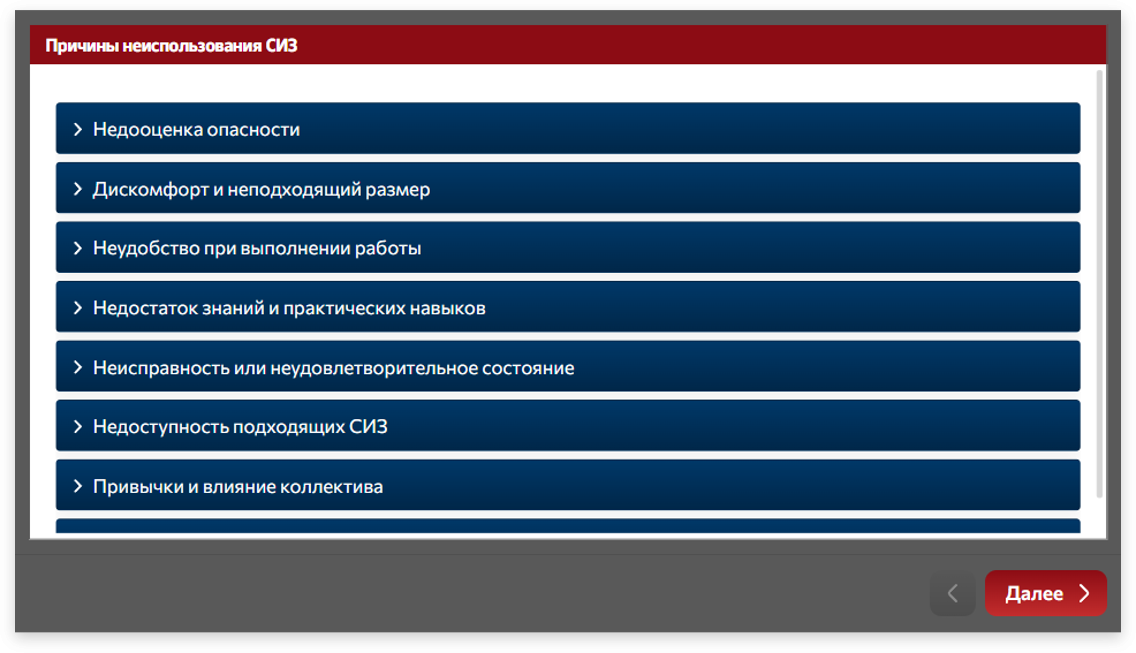 Причины неиспользования СИЗ
Недооценка опасности
Дискомфорт и неподходящий размер
Неудобство при выполнении работы
Недостаток знаний и практических навыков
Неисправность или неудовлетворительное состояние
Недоступность подходящих СИЗ
Привычки и влияние коллектива
Далее